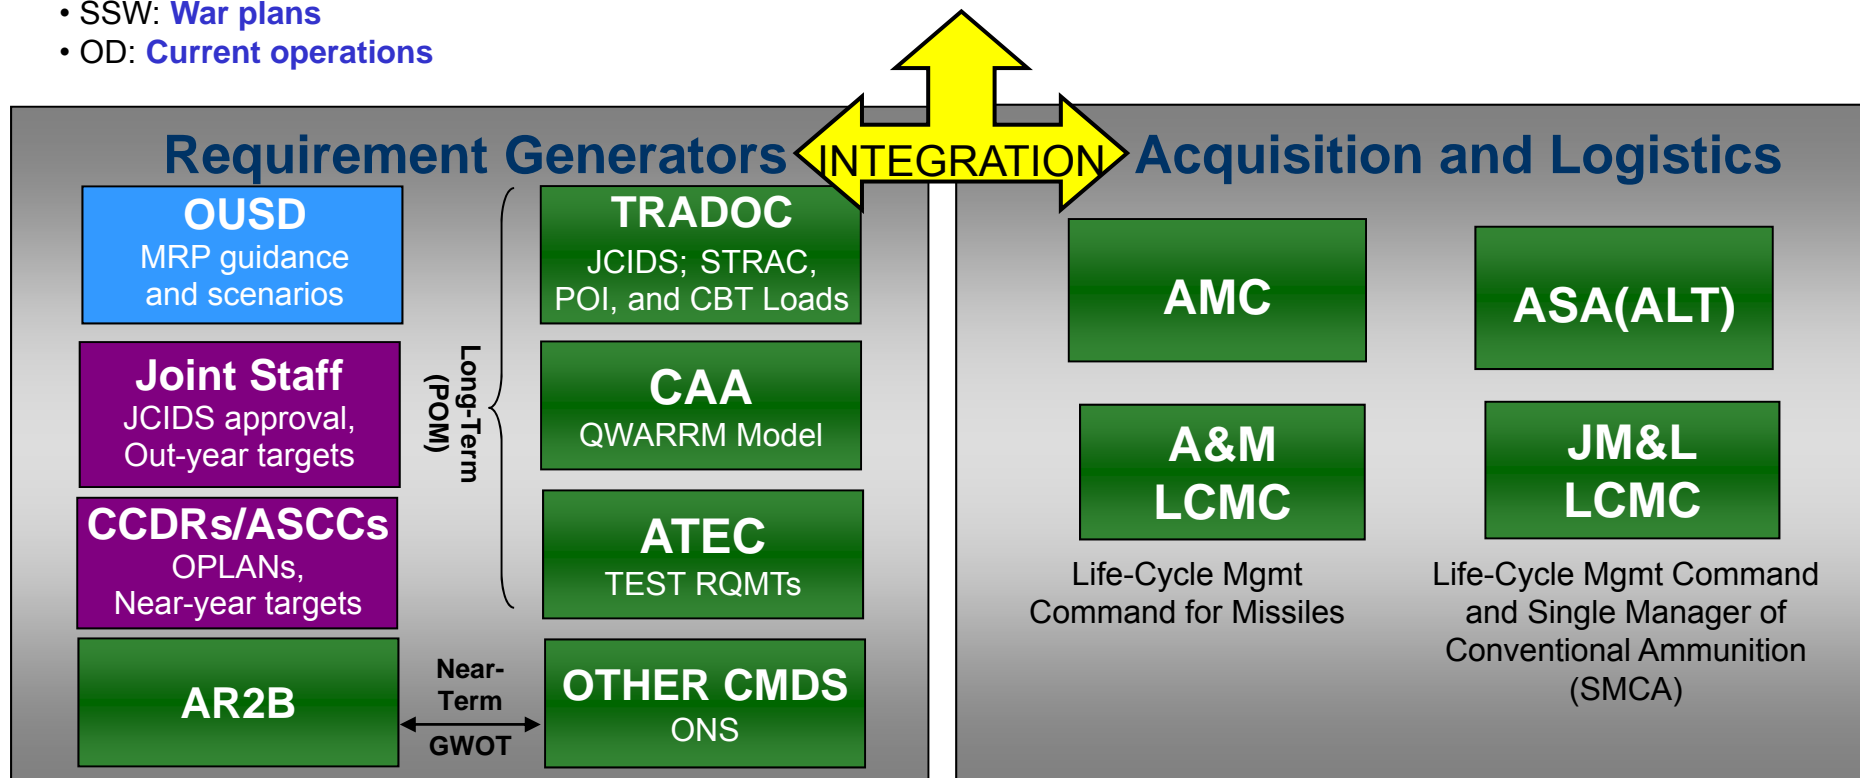 • SSW: War plans
• OD: Current operations
INTEGRATION
Requirement Generators
OUSD
MRP guidance
and scenarios
Joint Staff
JCIDS approval,
Out-year targets
CCDRs/ASCCs
OPLANs,
Near-year targets
AR2B
Long-Term
(POM)
Near-
Term
GWOT
TRADOC
JCIDS; STRAC,
POI, and CBT Loads
CAA
QWARRM Model
ATEC
TEST RQMTs
OTHER CMDS
ONS
Acquisition and Logistics
AMC
ASA(ALT)
A&M
LCMC
Life-Cycle Mgmt
Command for Missiles
JM&L
LCMC
Life-Cycle Mgmt Command
and Single Manager of
Conventional Ammunition
(SMCA)